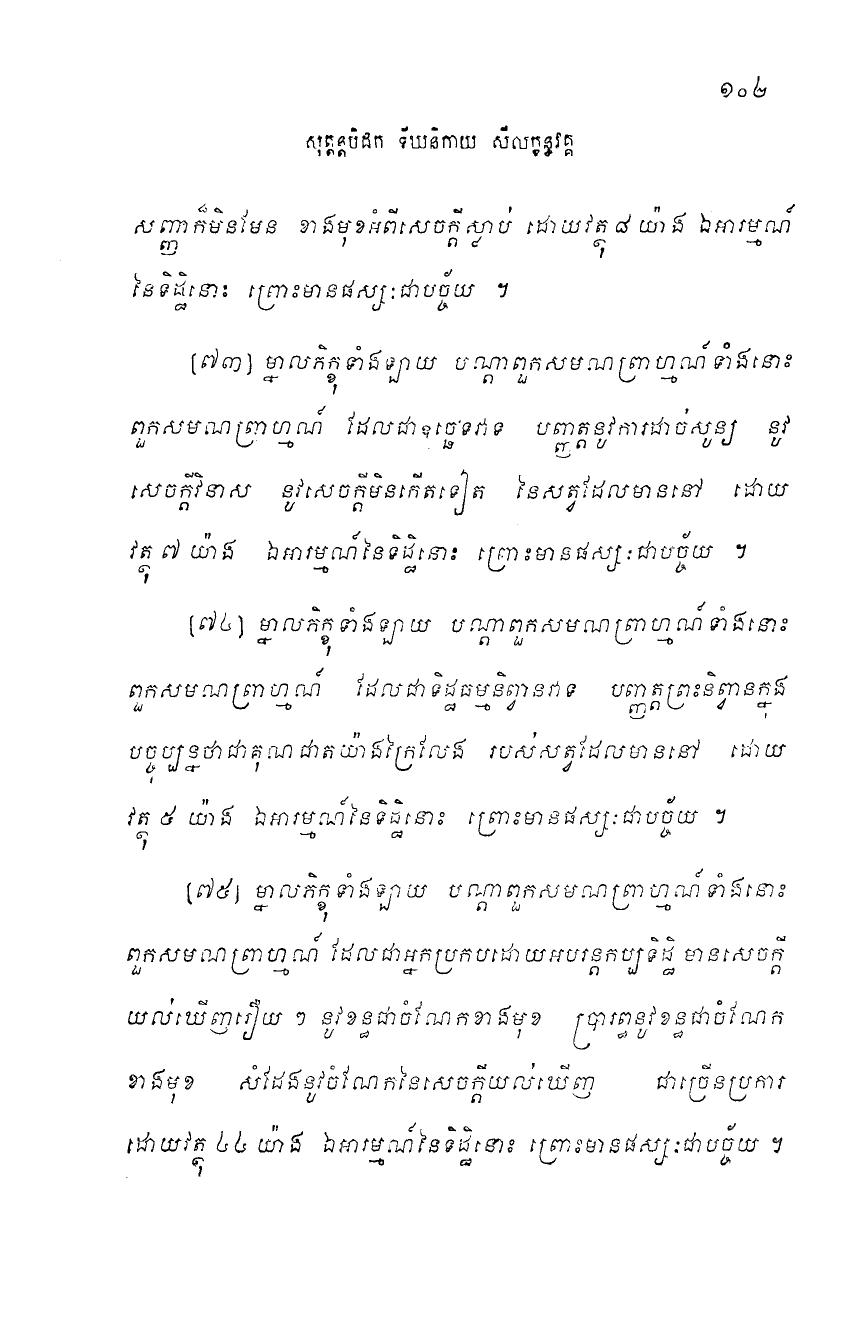 ១០៤
សុត្តន្តបិដក ទីឃនិកាយ សីលក្ខន្ធវគ្គ
សញ្ញាក៏មិនមែន ខាងមុខអំពីសេចក្តីស្លាប់ ដោយវត្ថុ ៨ យ៉ាង ឯអារម្មណ៍
នៃទិដ្ឋិនោះ ព្រោះមានផស្សៈជាបច្ច័យ ។
[៧៣] ម្នាលភិក្ខុទាំងឡាយ បណ្តាពួកសមណព្រាហ្មណ៍ទាំងនោះ
ពួកសមណព្រាហ្មណ៍ ដែលជាឧច្ឆេទវាទ បញ្ញត្តនូវការដាច់សូន្យ នូវ
សេចក្តីវិនាស នូវសេចក្តីមិនកើតទៀត នៃសត្វដែលមាននៅ ដោយ
វត្ថុ ៧ យ៉ាង ឯអារម្មណ៍នៃទិដ្ឋិនោះ ព្រោះមានផស្សៈជាបច្ច័យ ។
[៧៤] ម្នាលភិក្ខុទាំងឡាយ បណ្តាពួកសមណព្រាហ្មណ៍ទាំងនោះ
ពួកសមណព្រាហ្មណ៍ ដែលជាទិដ្ឋធម្មនិព្វានវាទ បញ្ញត្តព្រះនិព្វានក្នុង
បច្ចុប្បន្នថាជាគុណជាតយ៉ាងក្រៃលែង របស់សត្វដែលមាននៅ ដោយ
វត្ថុ ៥ យ៉ាង ឯអារម្មណ៍នៃទិដ្ឋិនោះ ព្រោះមានផស្សៈជាបច្ច័យ ។
[៧៥] ម្នាលភិក្ខុទាំងឡាយ បណ្តាពួកសមណព្រាហ្មណ៍ទាំងនោះ
ពួកសមណព្រាហ្មណ៍ ដែលជាអ្នកប្រកបដោយអបរន្តកប្បទិដ្ឋិ មានសេចក្តី
យល់ឃើញរឿយ ៗ នូវខន្ធជាចំណែកខាងមុខ ប្រារព្ធនូវខន្ធជាចំណែក
ខាងមុខ សំដែងនូវចំណែកនៃសេចក្តីយល់ឃើញ ជាច្រើនប្រការ
ដោយវត្ថុ ៤៤ យ៉ាង ឯអារម្មណ៍នៃទិដ្ឋិនោះ ព្រោះមានផស្សៈជាបច្ច័យ ។